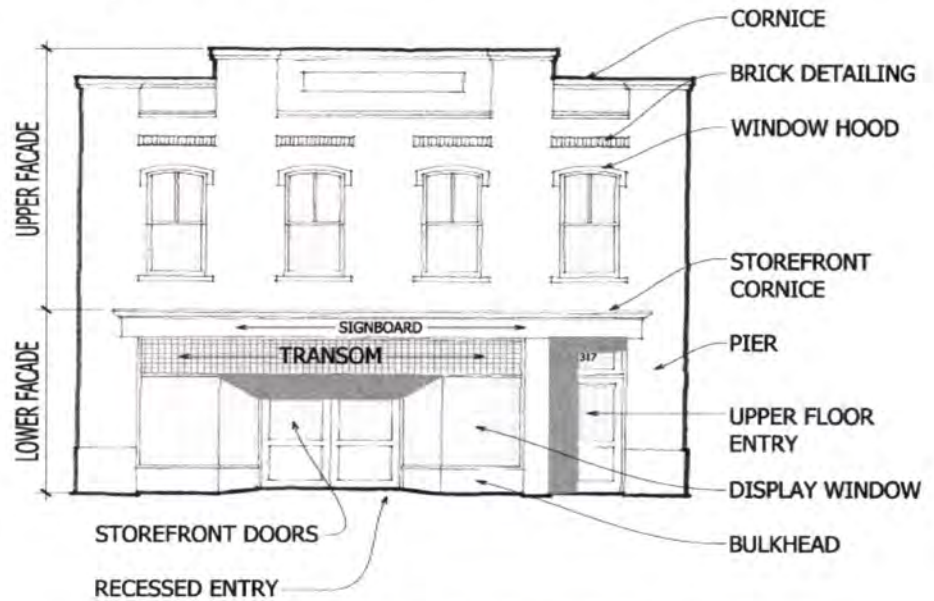 CORNICE
BRICK DETAILING
WINDOW HOOD
UPPER FACADE
STOREFRONT
CORNICE
SIGNBOARD
TRANSOM
317
PIER
LOWER FACADE
UPPER FLOOR
ENTRY
DISPLAY WINDOW
STOREFRONT DOORS
BULKHEAD
RECESSED ENTRY